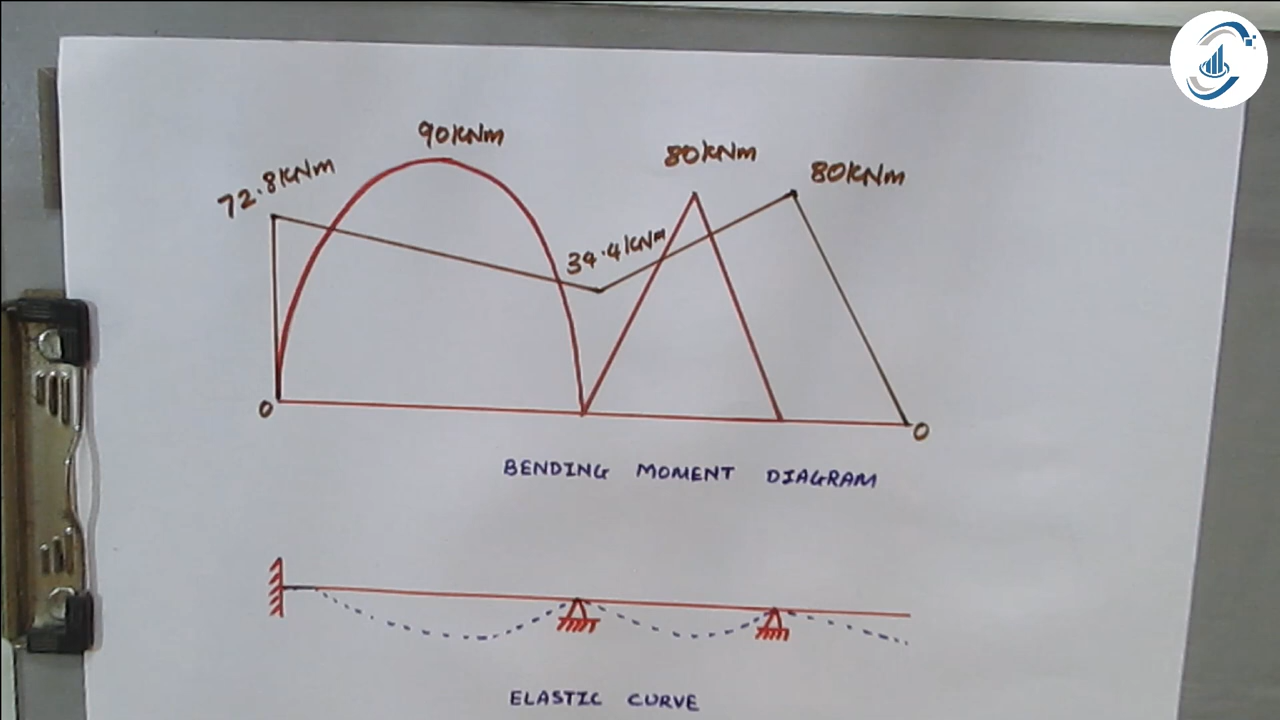 90kNm
72.8kNm
80kNm
80kNm
34.4kNm
0
0
BENDING MOMENT DIAGRAM
ELASTIC CURVE